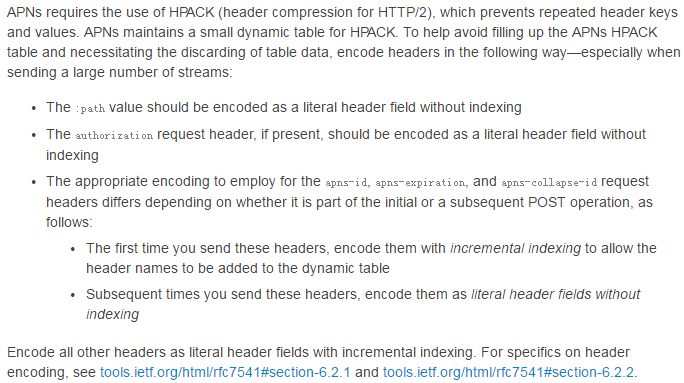 APNs requires the use of HPACK (header compression for HTTP/2), which prevents repeated header keys
and values. APNs maintains a small dynamic table for HPACK. To help avoid filling up the APNs HPACK
table and necessitating the discarding of table data, encode headers in the following way—especially when
sending a large number of streams:
• The :path value should be encoded as a literal header field without indexing
• The authorization request header, if present, should be encoded as a literal header field without
indexing
• The appropriate encoding to employ for the apns-id, apns-expiration, and apns-collapse-id request
headers differs depending on whether it is part of the initial or a subsequent POST operation, as
follows:
• The first time you send these headers, encode them with incremental indexing to allow the
header names to be added to the dynamic table
• Subsequent times you send these headers, encode them as literal header fields without
indexing
Encode all other headers as literal header fields with incremental indexing. For specifics on header
encoding, see tools.ietf.org/html/rfc7541#section-6.2.1 and tools.ietf.org/html/rfc7541#section-6.2.2.